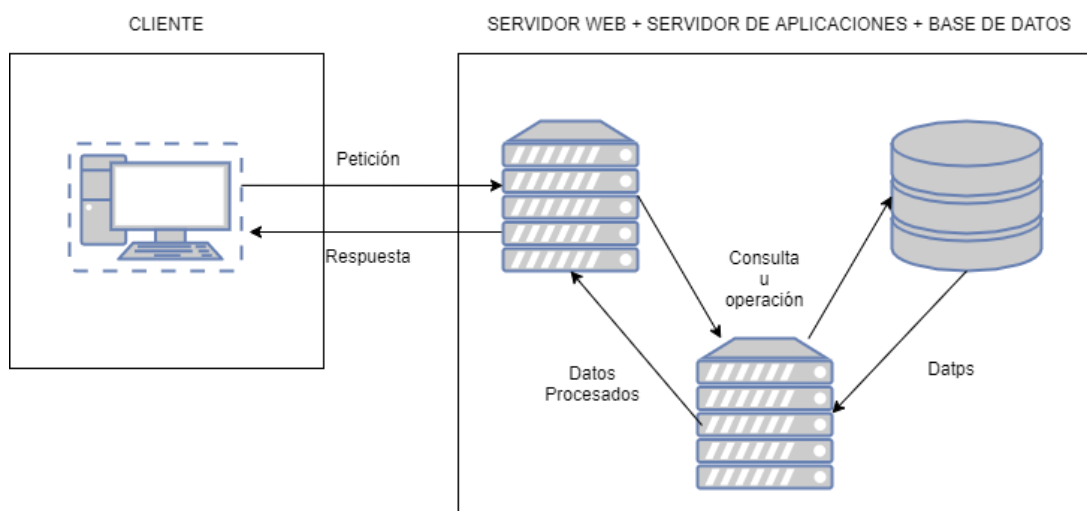 CLIENTE
SERVIDOR WEB + SERVIDOR DE APLICACIONES + BASE DE DATOS
Petición
Respuesta
Consulta
u
operación
Datos
Procesados
Datps